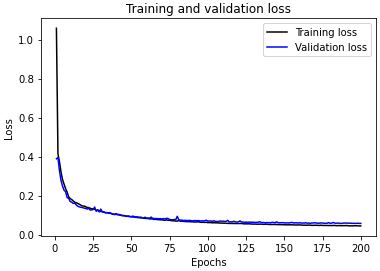 Training and validation loss
Training loss
Validation loss
1.0
0.8
0.6
0.4
0.2
0.0
Loss
0 25 50 75 100 125 150 175 200
Epochs